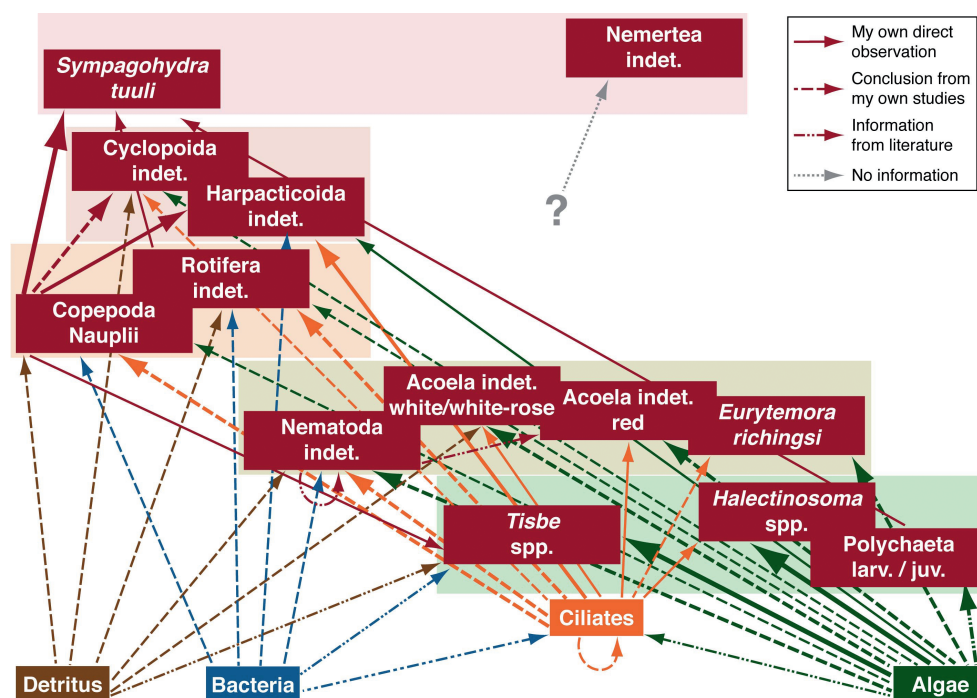 Sympagohydra
tuuli
Nemertea
indet.
My own direct
observation
Conclusion from
my own studies
Information
from literature
No information
Cyclopoida
indet.
Harpacticoida
indet.
?
Rotifera
indet.
Copepoda
Nauplii
Acoela indet.
white/white-rose
Acoela indet.
red
Eurytemora
richingsi
Nematoda
indet.
Halectinosoma
spp.
Tisbe
spp.
Polychaeta
larv. / juv.
Ciliates
Detritus
Bacteria
Algae